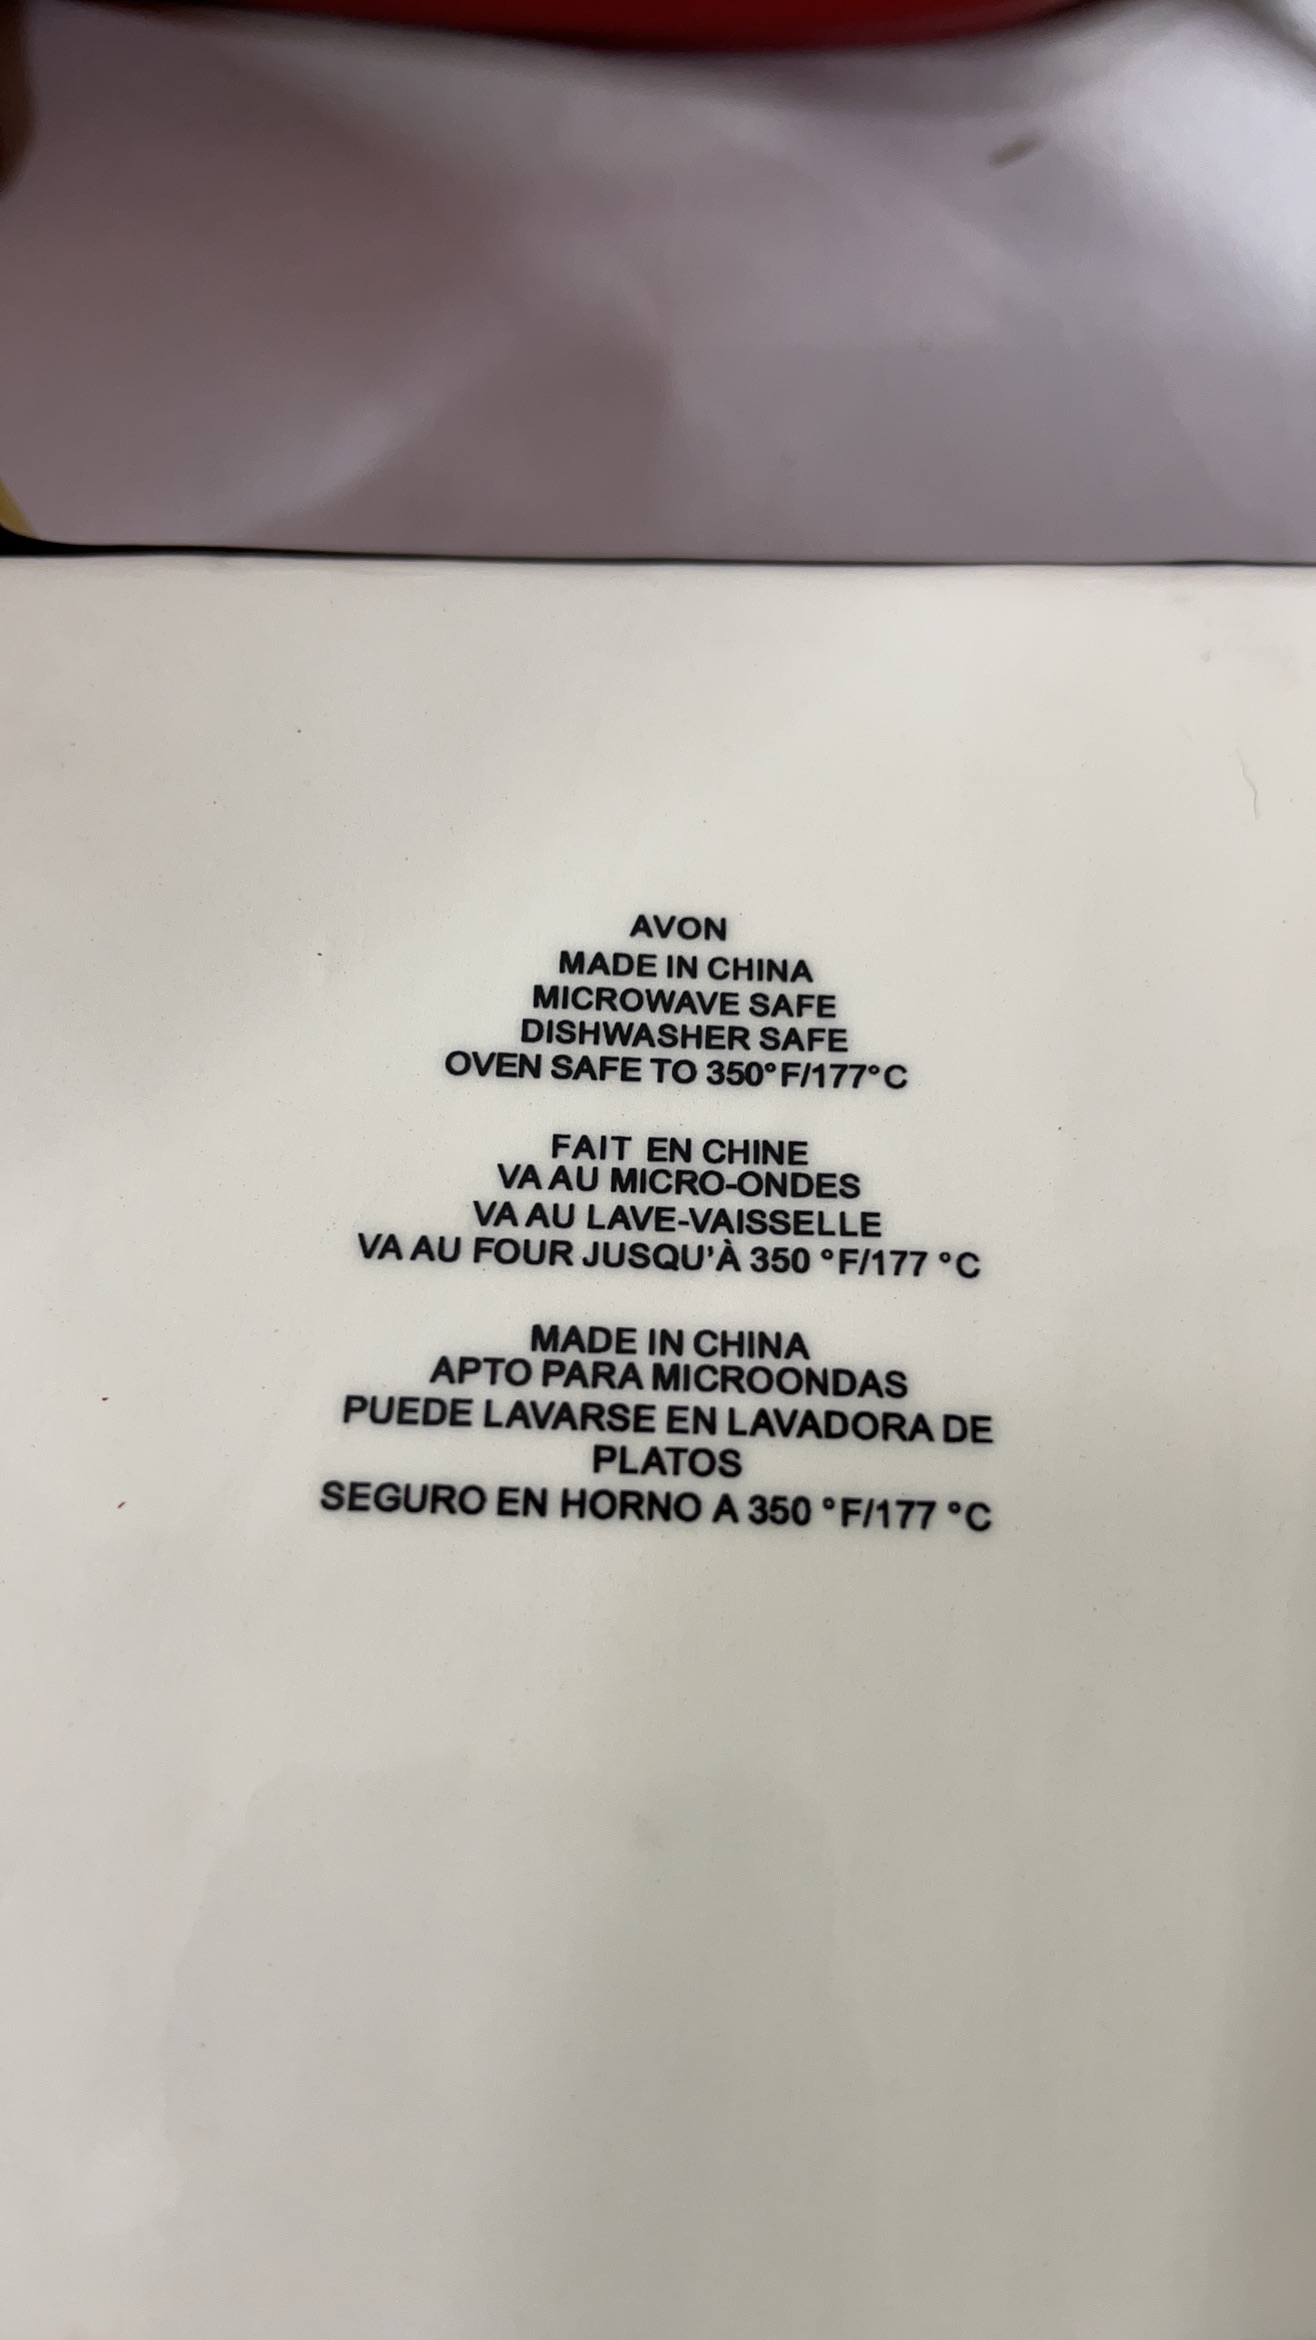 AVON
MADE IN CHINA
MICROWAVE SAFE
DISHWASHER SAFE
OVEN SAFE TO 350°F/177°C
FAIT EN CHINE
VA AU MICRO-ONDES
VA AU LAVE-VAISSELLE
VA AU FOUR JUSQU'À 350 °F/177 °C
MADE IN CHINA
APTO PARA MICROONDAS
PUEDE LAVARSE EN LAVADORA DE
PLATOS
SEGURO EN HORNO A 350 °F/177 °C